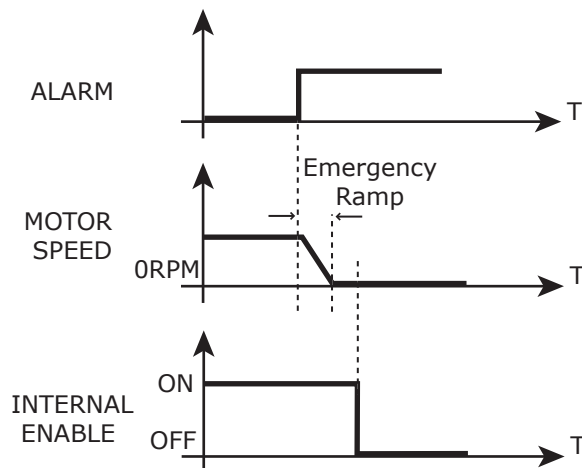 ALARM
T
Emergency
Ramp
MOTOR
SPEED
0RPM
T
ON
INTERNAL
ENABLE
OFF
T